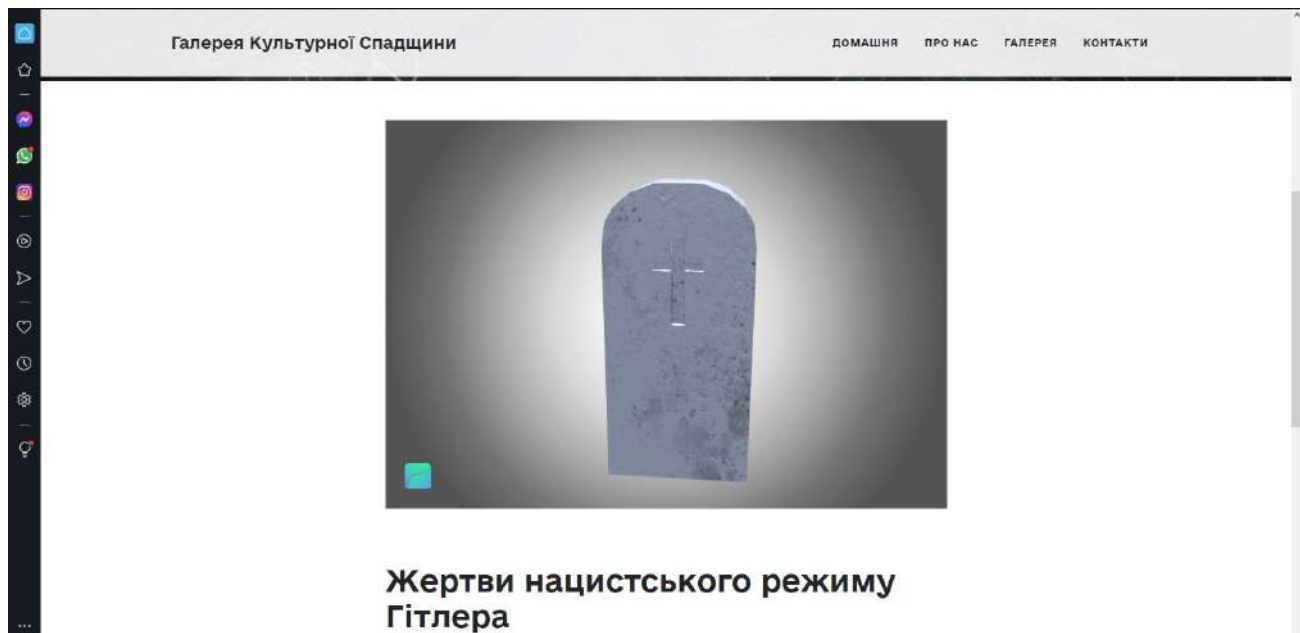 Галерея Культурної Спадщини
ДОМАШНЯ ПРО НАС ГАЛЕРЕЯ КОНТАКТИ
Жертви нацистського режиму
Гітлера